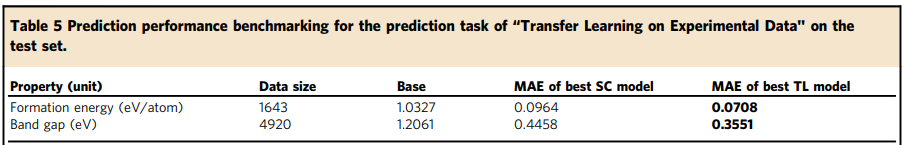 Table 5 Prediction performance benchmarking for the prediction task of “Transfer Learning on Experimental Data" on the
test set.
Property (unit) Data size Base MAE of best SC model MAE of best TL model
Formation energy (eV/atom) 1643 1.0327 0.0964 0.0708
Band gap (eV) 4920 1.2061 0.4458 0.3551